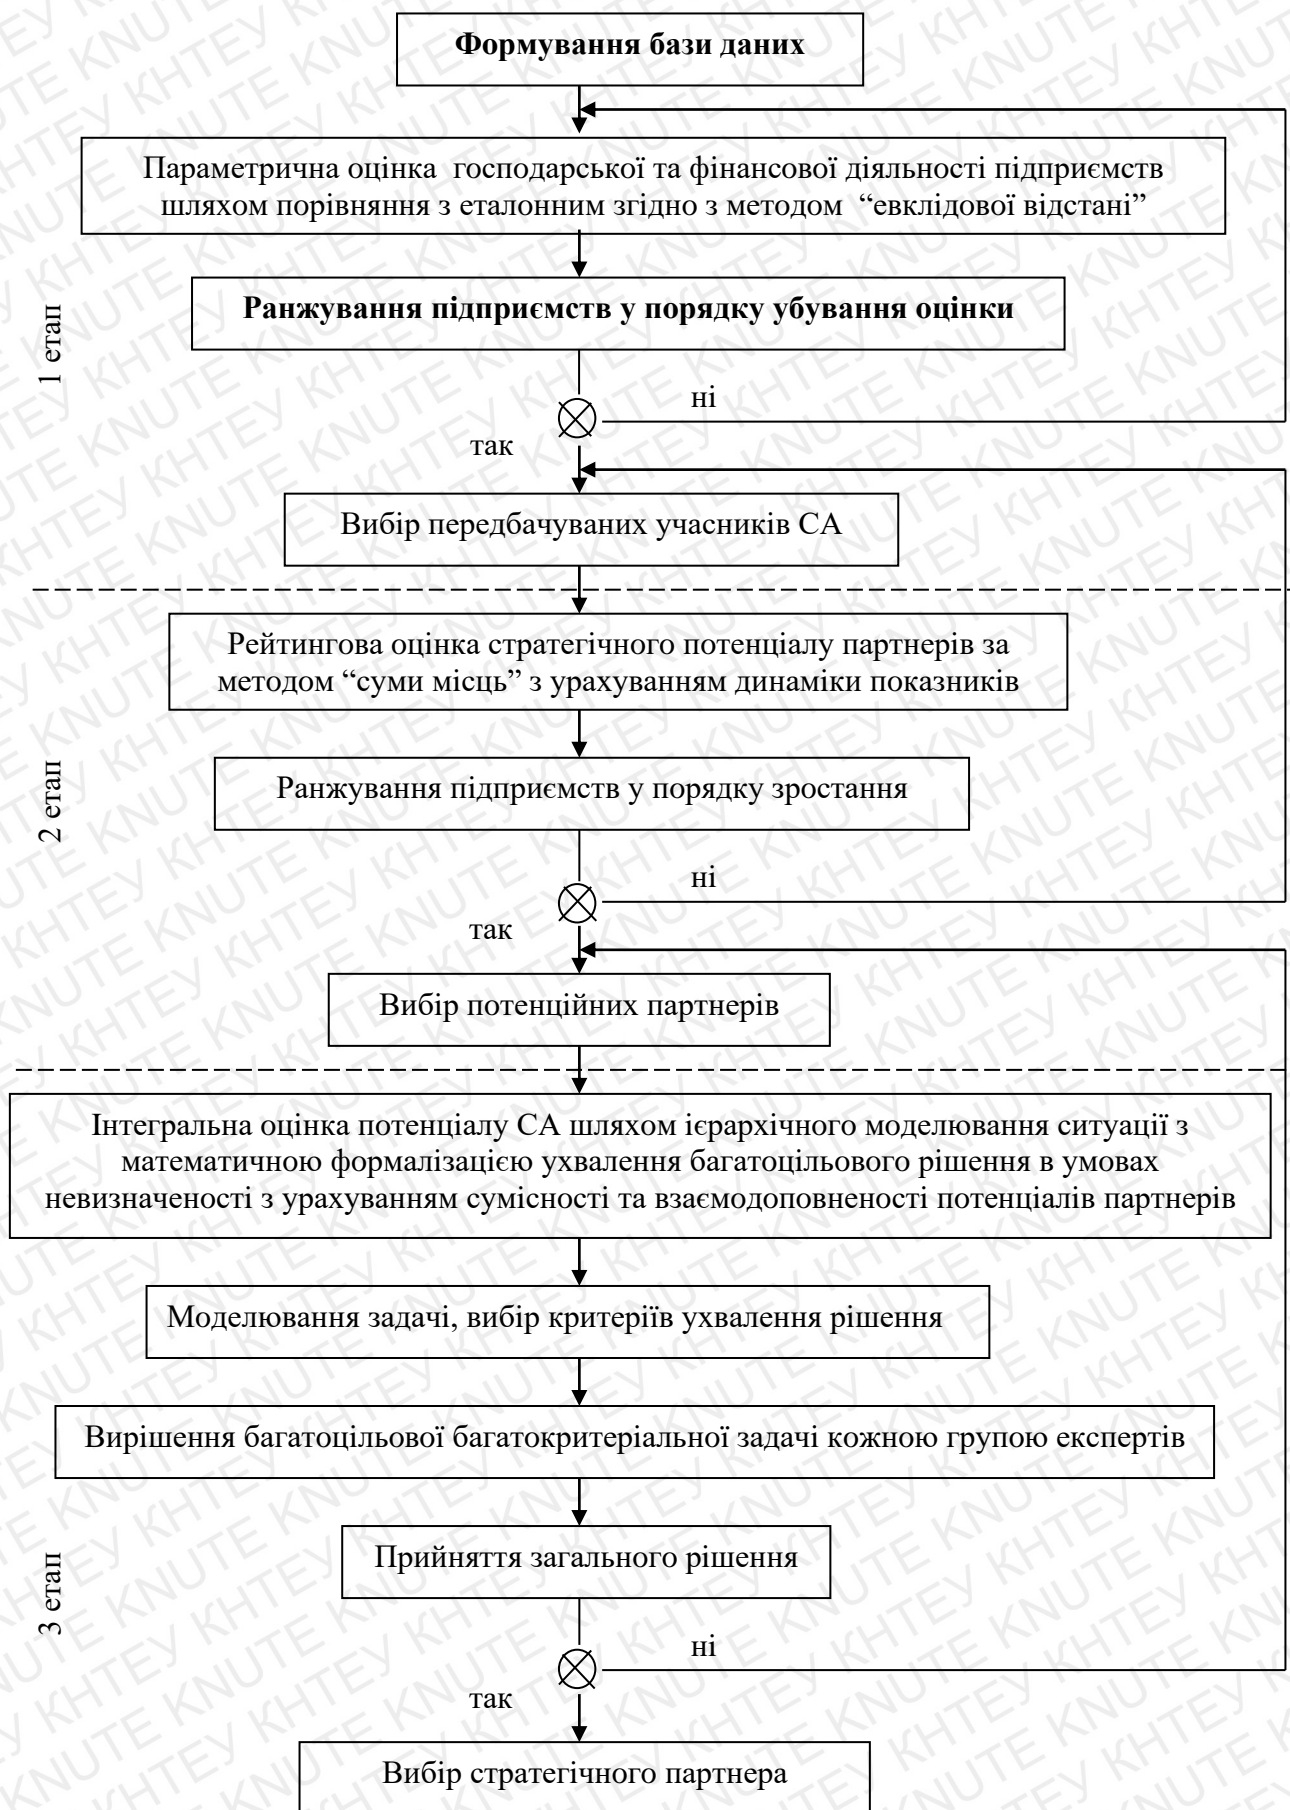 Формування бази даних
Параметрична оцінка господарської та фінансової діяльності підприємств
шляхом порівняння з еталонним згідно з методом “евклідової відстані”
1 етап
Ранжування підприємств у порядку убування оцінки
ні
так
Вибір передбачуваних учасників СА
Рейтингова оцінка стратегічного потенціалу партнерів за
методом “суми місць” з урахуванням динаміки показників
2 етап
Ранжування підприємств у порядку зростання
ні
так
Вибір потенційних партнерів
Інтегральна оцінка потенціалу СА шляхом ієрархічного моделювання ситуації з
математичною формалізацією ухвалення багатоцільового рішення в умовах
невизначеності з урахуванням сумісності та взаємодоповненості потенціалів партнерів
Моделювання задачі, вибір критеріїв ухвалення рішення
Вирішення багатоцільової багатокритеріальної задачі кожною групою експертів
3 етап
Прийняття загального рішення
ні
так
Вибір стратегічного партнера